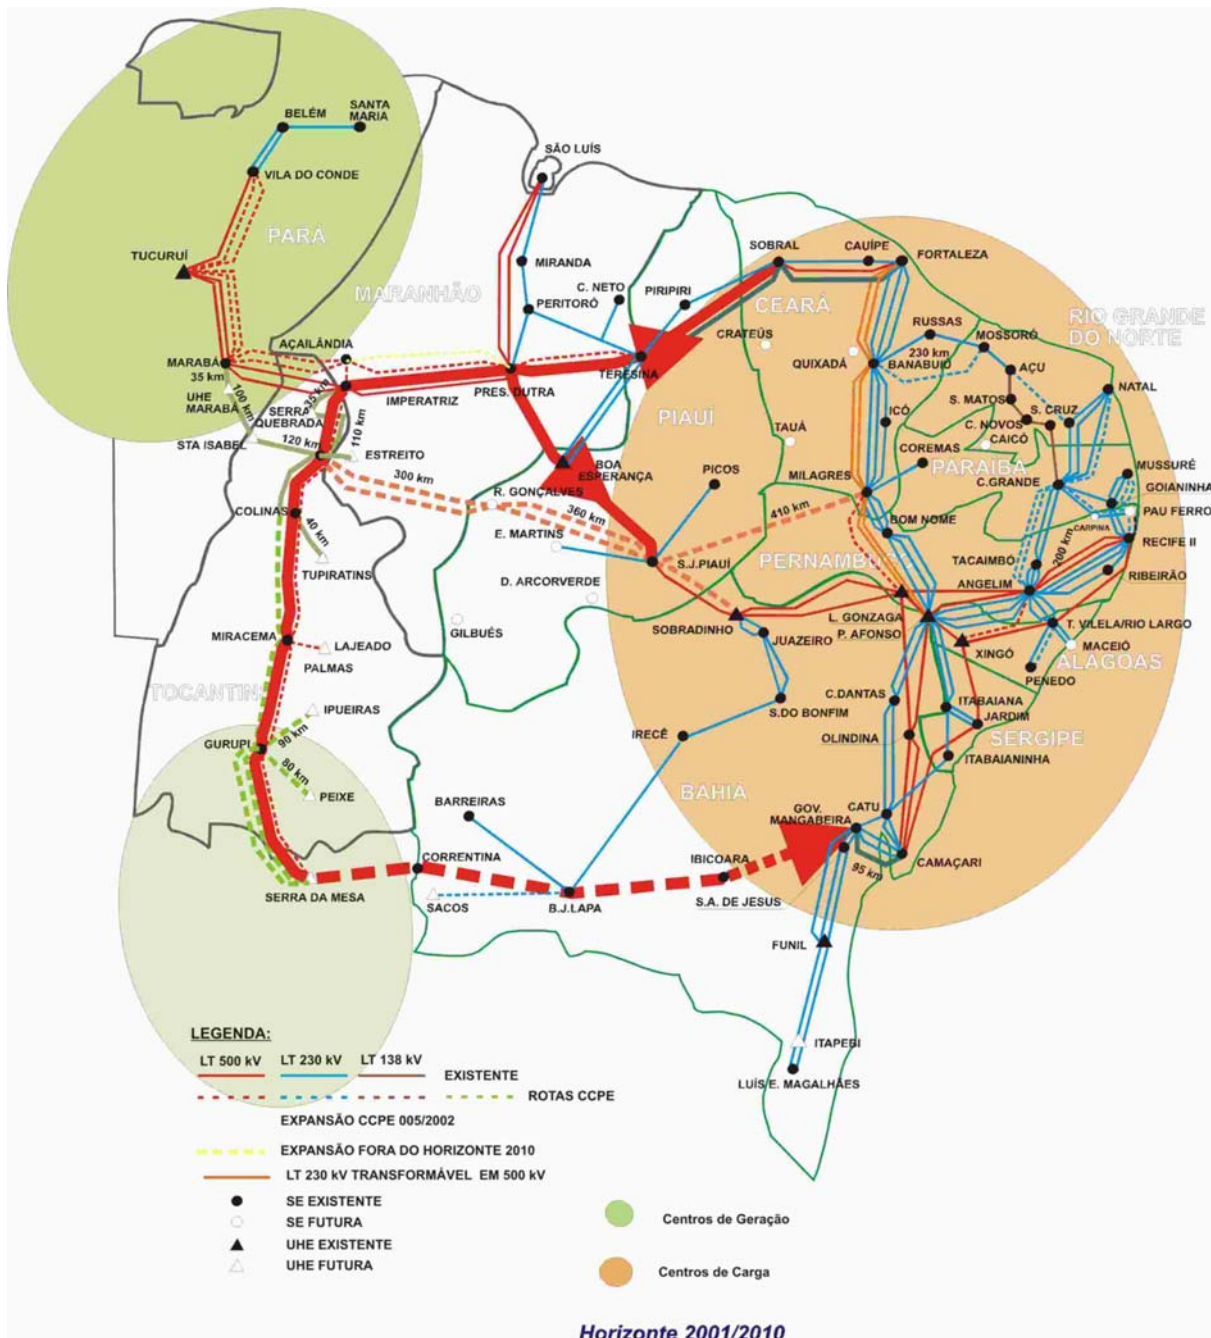 BELÉM
SANTA
MARIA
VILA DO CONDE
SÃO LUÍS
PARÁ
TUCURUÍ
MARANHÃO
MIRANDA
C. NETO
PIRIPIRI
PERITORÓ
SOBRAL
CAUÍPE
FORTALEZA
CEARÁ
RIO GRANDE
DO NORTE
CRATEÚS
RUSSAS
MOSSORÓ
QUIXADÁ
230 km
BANABUIÚ
AÇU
NATAL
AÇAILÂNDIA
MARABÁ
35 km
UHE
MARABÁ
100 km
35 km
SERRA
QUEBRADA
IMPERATRIZ
PRES. DUTRA
TERESINA
110 km
STA ISABEL
120 km
ESTREITO
PIAUÍ
TAUÁ
ICÓ
S. MATOS
S. CRUZ
C. NOVOS
CAICÓ
COREMAS
PARAIBA
MUSSURÉ
C.GRANDE
GOIANINHA
PAU FERRO
CARPINA
RECIFE II
BOA
ESPERANÇA
PICOS
MILAGRES
300 km
R. GONÇALVES
360 km
410 km
E. MARTINS
BOM NOME
COLINAS
40 km
TUPIRATINS
S.J.PIAUÍ
PERNAMBUCO
TACAIMBÓ
200 km
ANGELIM
RIBEIRÃO
D. ARCORVERDE
GILBUÉS
SOBRADINHO
JUAZEIRO
L. GONZAGA
P. AFONSO
XINGÓ
T. VILELA/RIO LARGO
MACEIÓ
ALAGOAS
PENEDO
MIRACEMA
LAJEADO
PALMAS
TOCANTINS
IPUEIRAS
GURUPI
90 km
80 km
PEIXE
S.DO BONFIM
C.DANTAS
ITABAIANA
JARDIM
SERGIPE
OLINDINA
IRECÊ
ITABAIANINHA
BAHIA
BARREIRAS
GOV.
MANGABEIRA
CATU
CORRENTINA
IBICOARA
95 km
CAMAÇARI
SERRA DA MESA
SACOS
B.J.LAPA
S.A. DE JESUS
FUNIL
ITAPEBI
LUÍS E. MAGALHÃES
LEGENDA:
LT 500 kV
LT 230 kV
LT 138 kV
EXISTENTE
ROTAS CCPE
EXPANSÃO CCPE 005/2002
EXPANSÃO FORA DO HORIZONTE 2010
LT 230 kV TRANSFORMÁVEL EM 500 kV
SE EXISTENTE
SE FUTURA
UHE EXISTENTE
UHE FUTURA
Centros de Geração
Centros de Carga
Horizonte 2001/2010